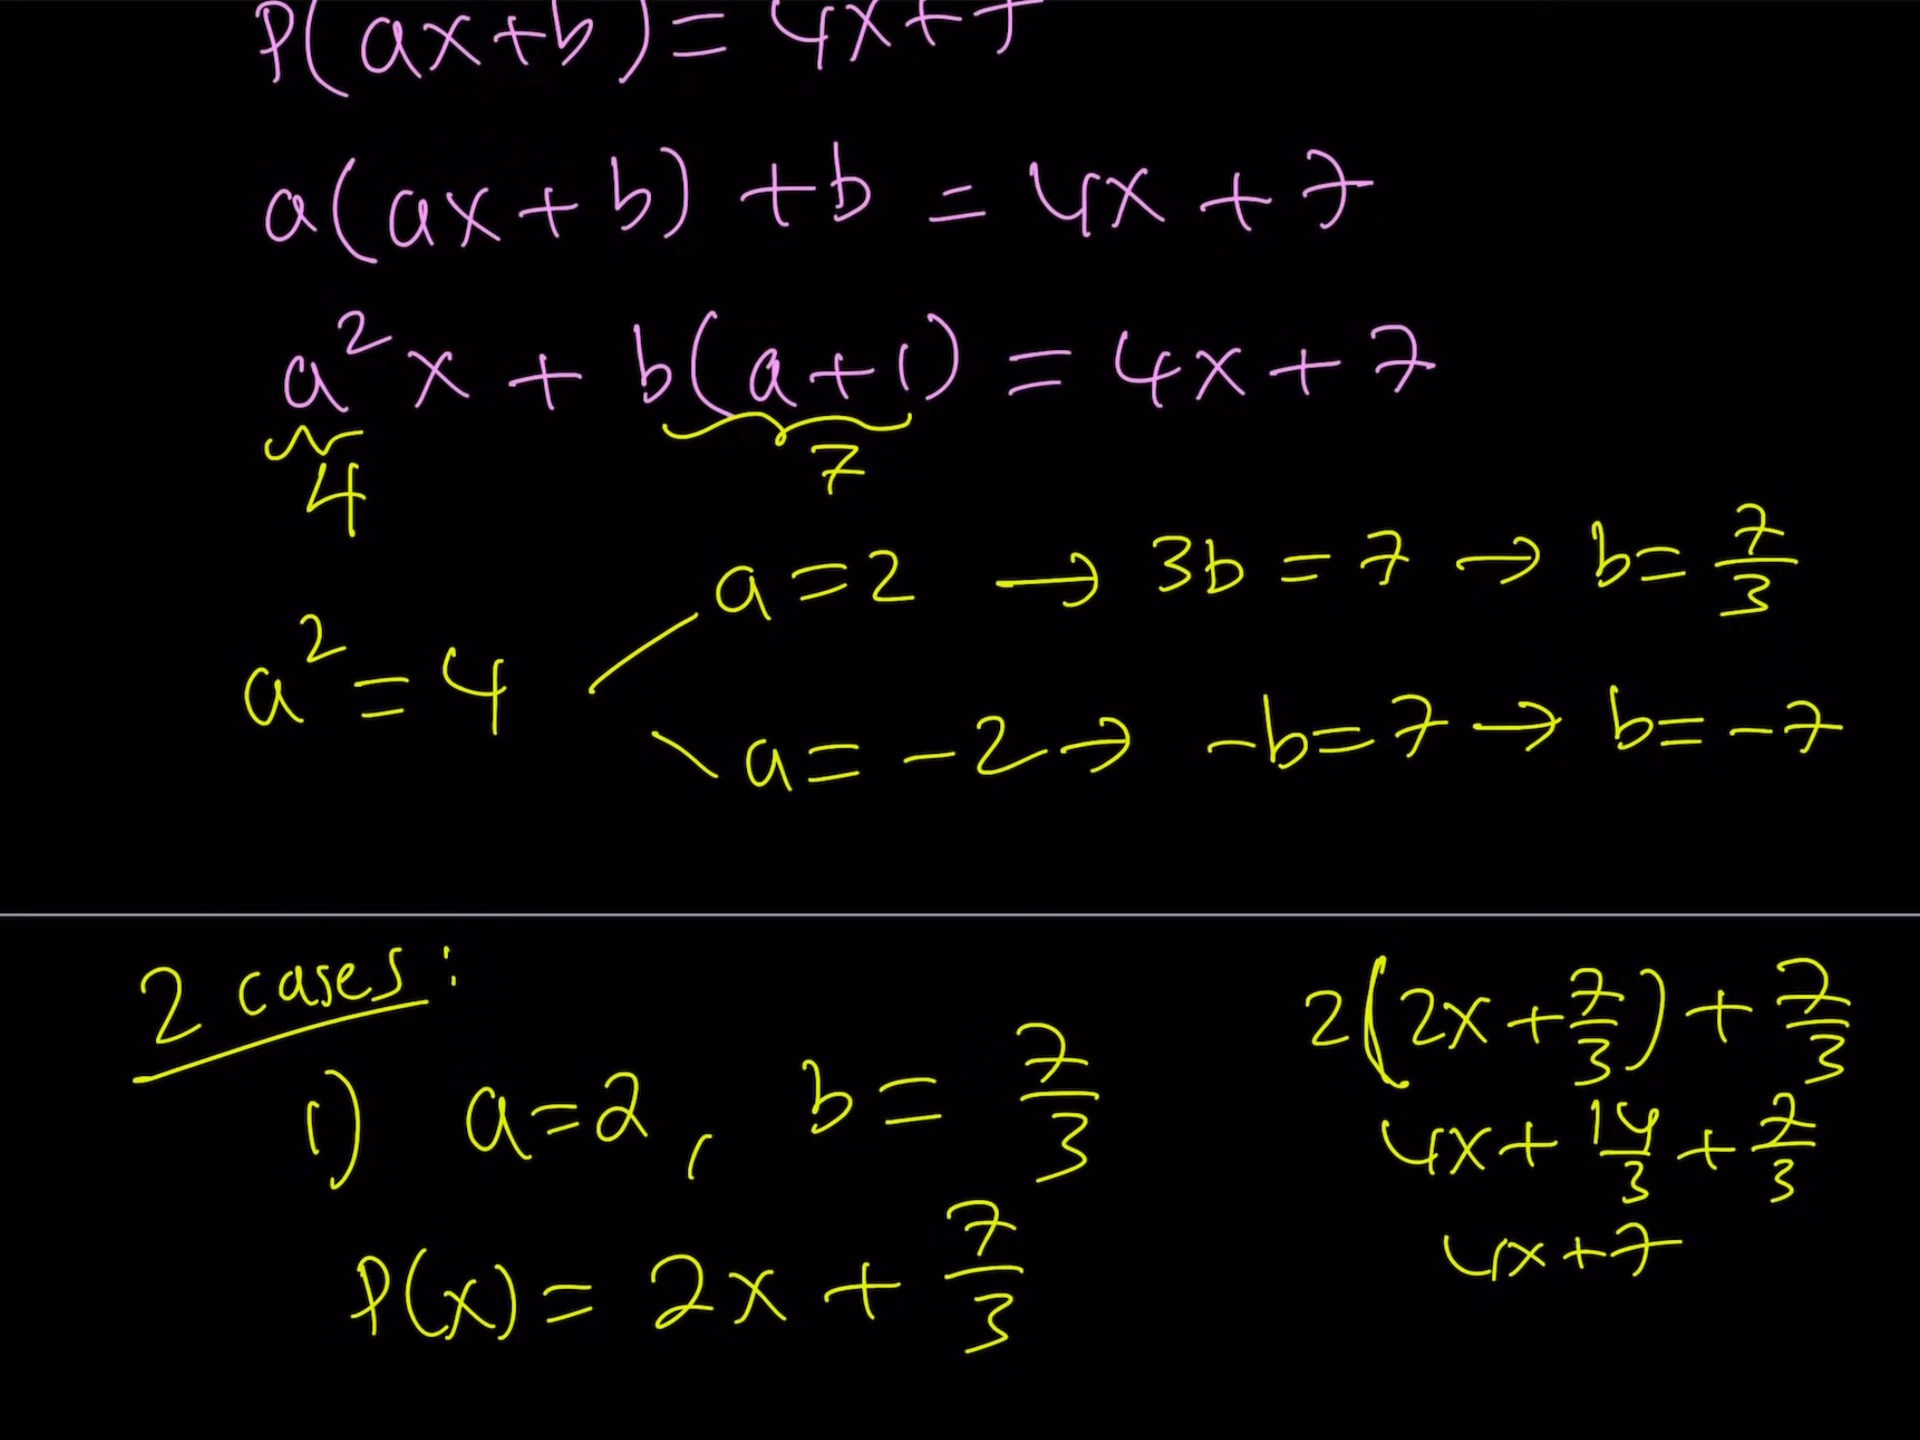 P(ax+b) = 4x+7
a(ax+b) +b = 4x + 7
a²x + b(a+1) = 4x+7
4 7
a=2 → 3b = 7 → b= 7/3
a² = 4
a= -2 → -b=7 → b= -7
2 cases:
1) a=2, b= 7/3
P(x)= 2x + 7/3
2(2x+7/3) + 7/3
4x+ 14/3 + 7/3
4x+7